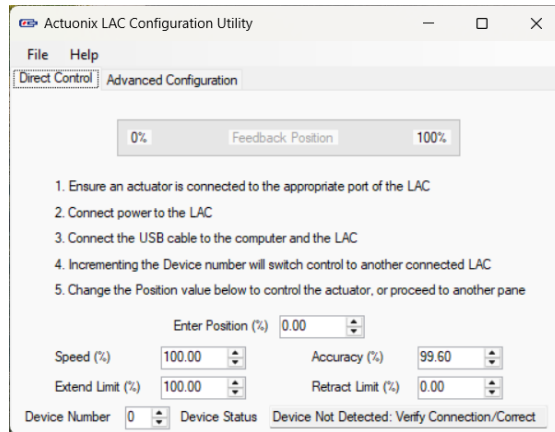 Actuonix LAC Configuration Utility
File Help
Direct Control Advanced Configuration
0% Feedback Position 100%
1. Ensure an actuator is connected to the appropriate port of the LAC
2. Connect power to the LAC
3. Connect the USB cable to the computer and the LAC
4. Incrementing the Device number will switch control to another connected LAC
5. Change the Position value below to control the actuator, or proceed to another pane
Enter Position (%) 0.00
Speed (%) 100.00 Accuracy (%) 99.60
Extend Limit (%) 100.00 Retract Limit (%) 0.00
Device Number 0 Device Status Device Not Detected: Verify Connection/Correct